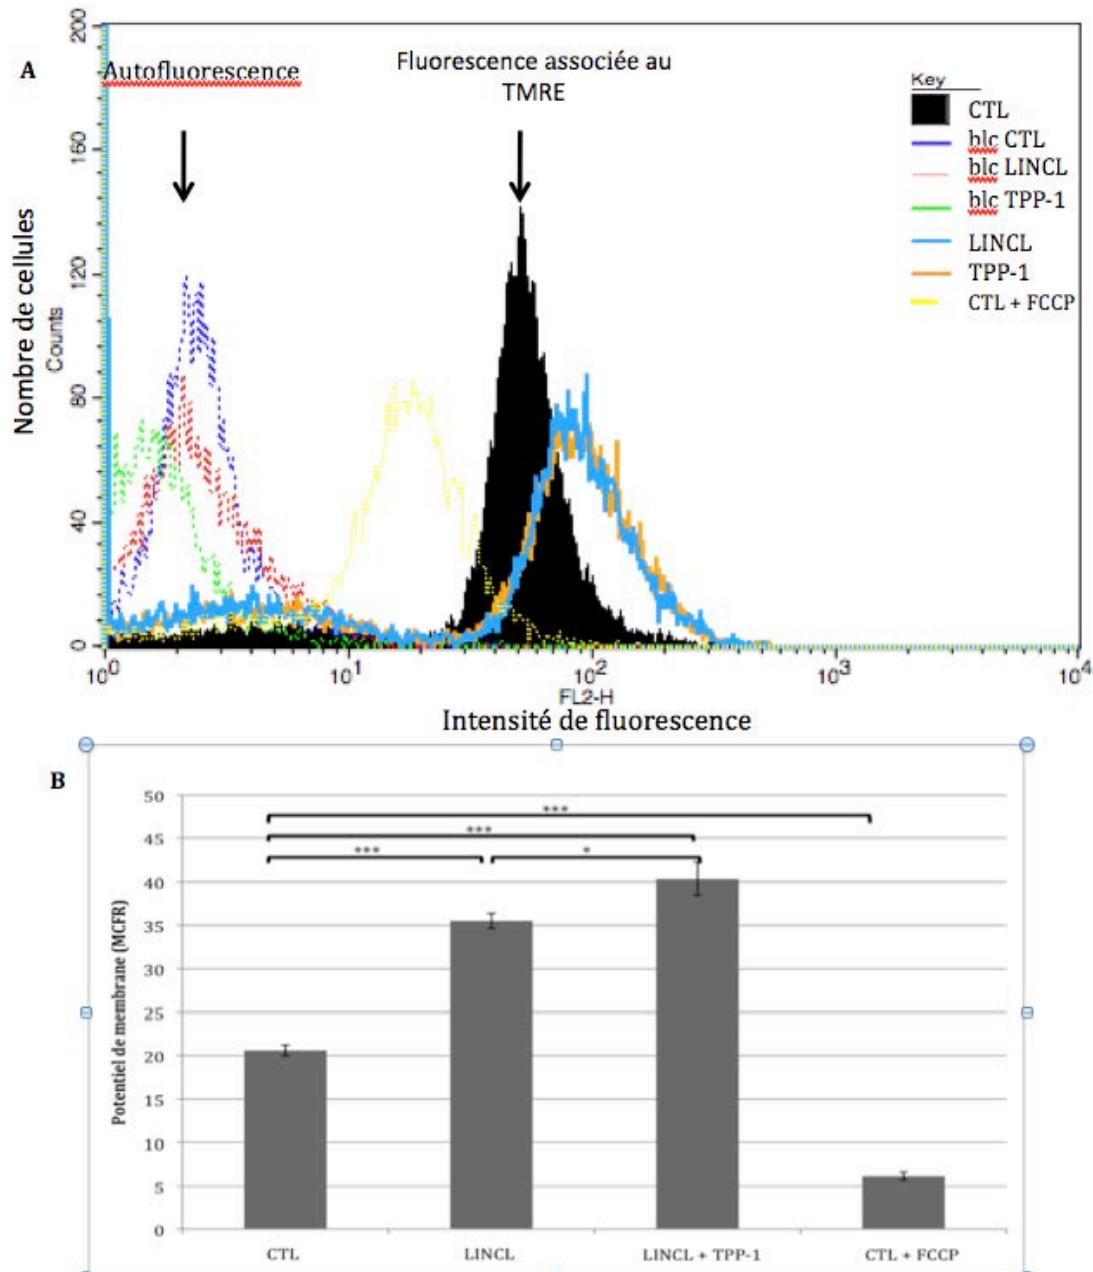 A
Autofluorescence
Fluorescence associée au
TMRE
Key
CTL
blc CTL
blc LINCL
blc TPP-1
LINCL
TPP-1
CTL + FCCP
Nombre de cellules
Counts
200
160
120
80
40
0
10⁰ 10¹ 10² 10³ 10⁴
FL2-H
Intensité de fluorescence
B
Potentiel de membrane (MCFR)
50
45
40
35
30
25
20
15
10
5
0
***
***
*** *
CTL LINCL LINCL + TPP-1 CTL + FCCP